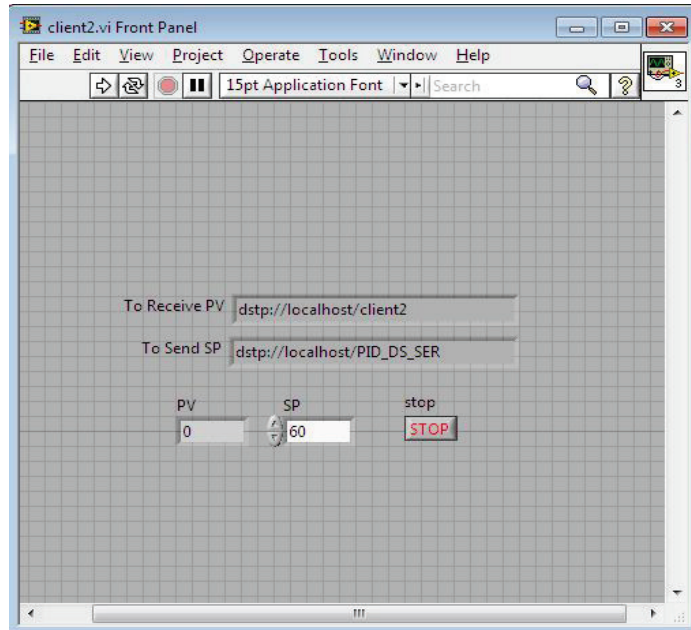 client2.vi Front Panel
File Edit View Project Operate Tools Window Help
15pt Application Font Search ? 3
To Receive PV dstp://localhost/client2
To Send SP dstp://localhost/PID_DS_SER
PV SP stop
0 60 STOP